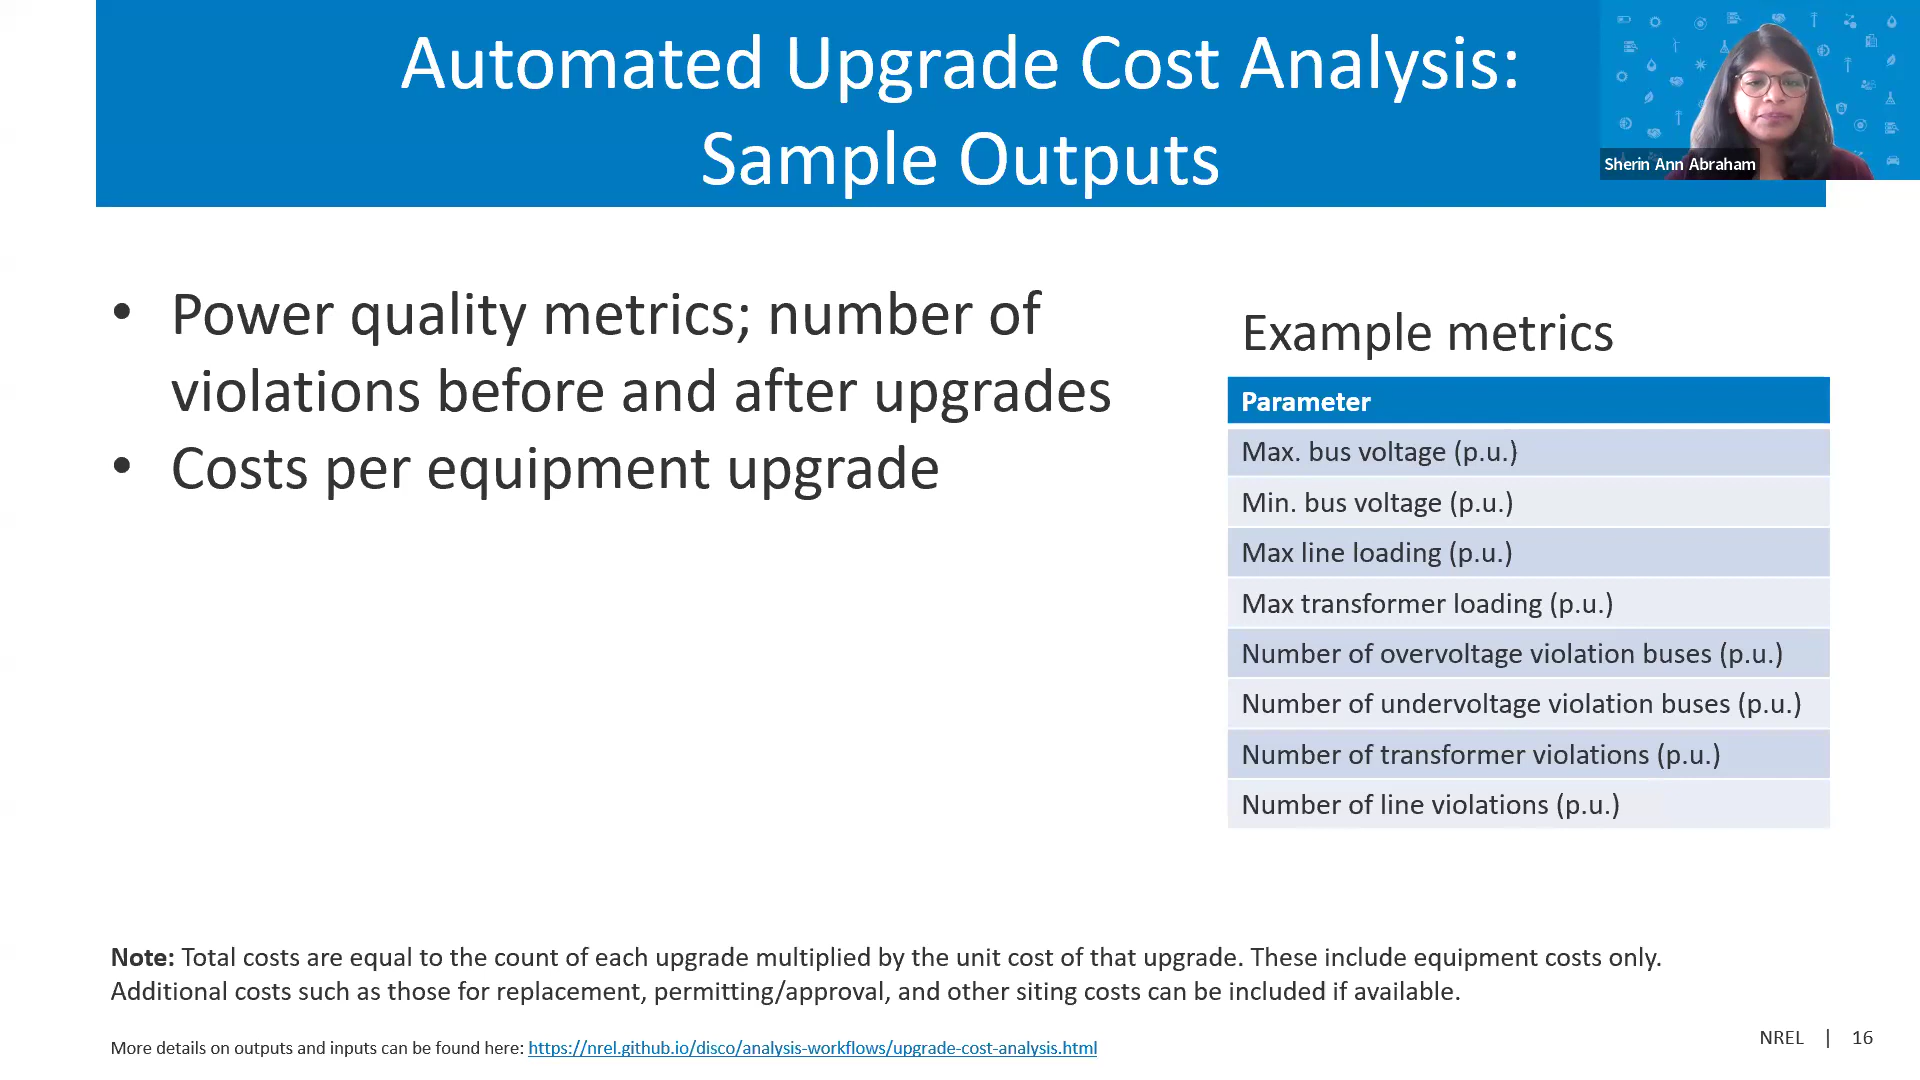 Automated Upgrade Cost Analysis:
Sample Outputs
Sherin Ann Abraham
• Power quality metrics; number of
violations before and after upgrades
• Costs per equipment upgrade
Example metrics
Parameter
Max. bus voltage (p.u.)
Min. bus voltage (p.u.)
Max line loading (p.u.)
Max transformer loading (p.u.)
Number of overvoltage violation buses (p.u.)
Number of undervoltage violation buses (p.u.)
Number of transformer violations (p.u.)
Number of line violations (p.u.)
Note: Total costs are equal to the count of each upgrade multiplied by the unit cost of that upgrade. These include equipment costs only.
Additional costs such as those for replacement, permitting/approval, and other siting costs can be included if available.
More details on outputs and inputs can be found here: https://nrel.github.io/disco/analysis-workflows/upgrade-cost-analysis.html
NREL | 16